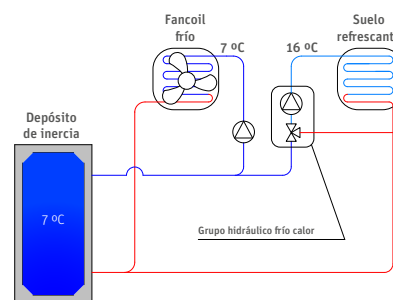 Fancoil
frío
7 ºC
16 ºC
Suelo
refrescant
Depósito
de inercia
7 ºC
Grupo hidráulico frío calor